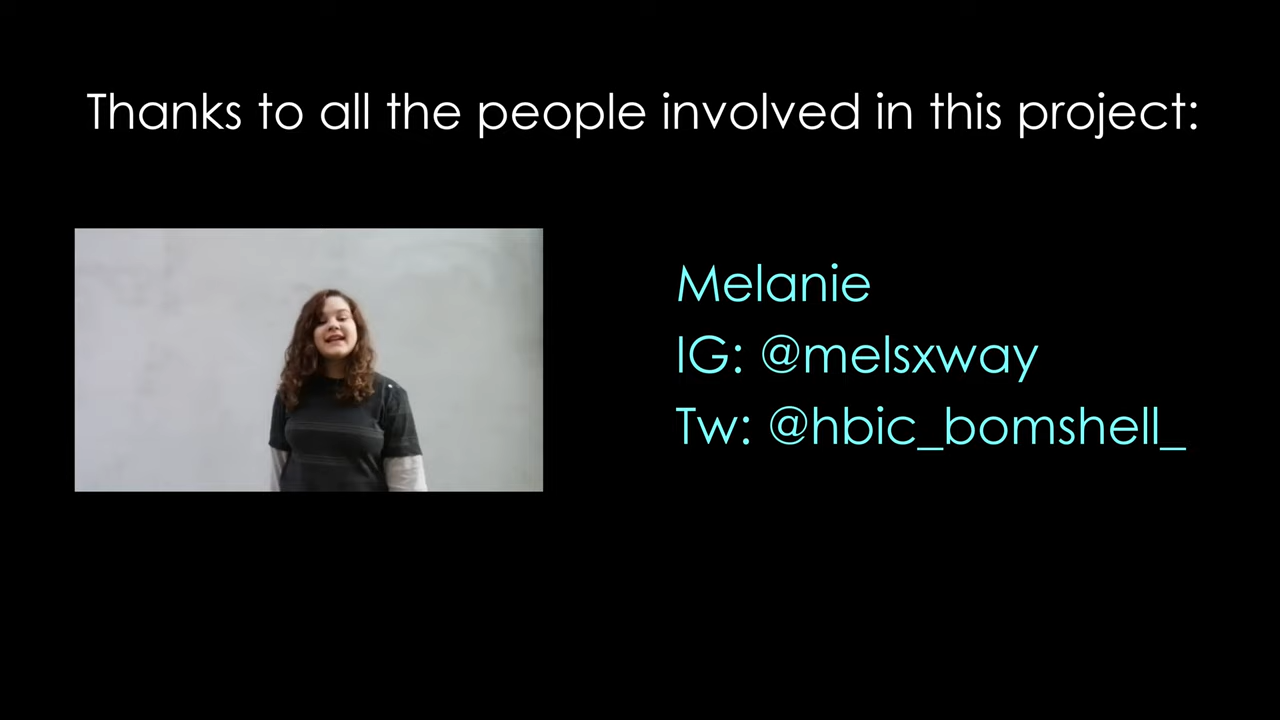 Thanks to all the people involved in this project:
Melanie
IG: @melsxway
Tw: @hbic_bomshell_